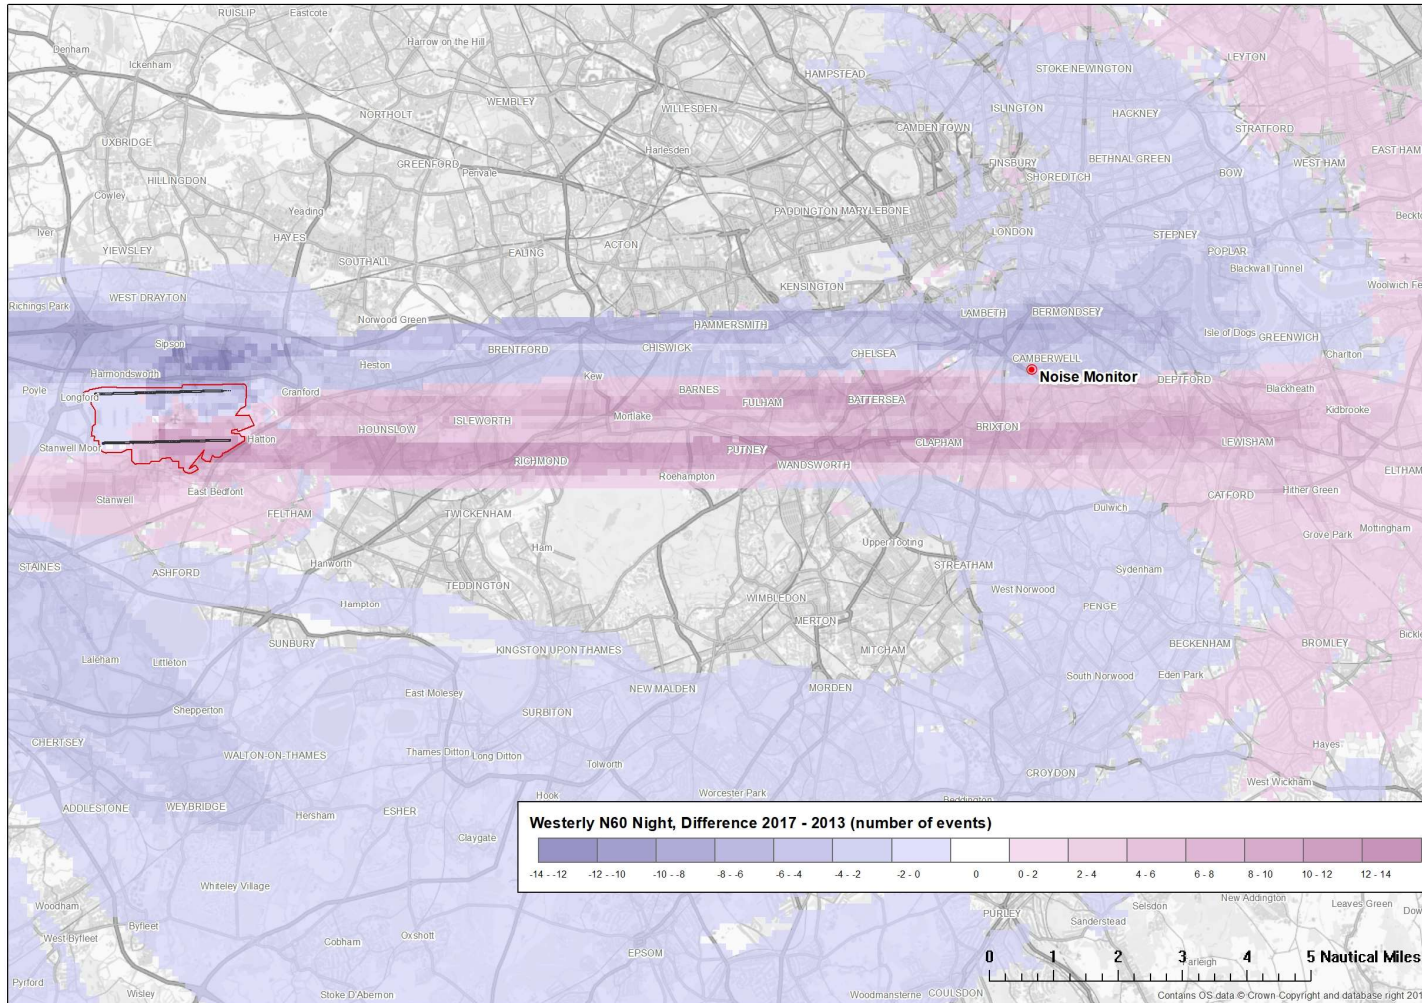 RUISLIP
Eastcote
Denham
Harrow on the Hill
Ickenham
HAMPSTEAD
STOKE NEWINGTON
LEYTON
WEMBLEY
WILLESDEN
NORTHOLT
ISLINGTON
HACKNEY
UXBRIDGE
CAMDEN TOWN
STRATFORD
Harlesden
EAST HAM
GREENFORD
Perivale
FINSBURY
BETHNAL GREEN
WEST HAM
HILLINGDON
SHOREDITCH
BOW
Cowley
Yeading
PADDINGTON
MARYLEBONE
Iver
HAYES
LONDON
STEPNEY
YIEWSLEY
ACTON
EALING
POPLAR
SOUTHALL
Blackwall Tunnel
KENSINGTON
WEST DRAYTON
Richings Park
Norwood Green
HAMMERSMITH
LAMBETH
BERMONDSEY
Isle of Dogs
GREENWICH
Sipson
BRENTFORD
CHISWICK
CHELSEA
CAMBERWELL
Charlton
Heston
Harmondsworth
Kew
Noise Monitor
DEPTFORD
Poyle
Longford
Cranford
BARNES
BATTERSEA
Blackheath
FULHAM
Kidbrooke
HOUNSLOW
ISLEWORTH
Mortlake
BRIXTON
Hatton
CLAPHAM
LEWISHAM
Stanwell Moor
PUTNEY
RICHMOND
WANDSWORTH
ELTHAM
Roehampton
Stanwell
East Bedfont
CATFORD
Hither Green
FELTHAM
TWICKENHAM
Dulwich
Mottingham
Grove Park
Ham
Upper Tooting
Hanworth
STREATHAM
STAINES
ASHFORD
Sydenham
TEDDINGTON
West Norwood
WIMBLEDON
Hampton
PENGE
MERTON
SUNBURY
KINGSTON UPON THAMES
MITCHAM
BECKENHAM
BROMLEY
Laleham
Littleton
South Norwood
Eden Park
NEW MALDEN
MORDEN
East Molesey
Shepperton
SURBITON
CHERTSEY
WALTON-ON-THAMES
Thames Ditton
Long Ditton
Hayes
Tolworth
CROYDON
West Wickham
Hook
Worcester Park
Beddington
ADDLESTONE
WEYBRIDGE
Hersham
ESHER
Claygate
Westerly N60 Night, Difference 2017 - 2013 (number of events)
-14 - -12
-12 - -10
-10 - -8
-8 - -6
-6 - -4
-4 - -2
-2 - 0
0
0 - 2
2 - 4
4 - 6
6 - 8
8 - 10
10 - 12
12 - 14
Whiteley Village
Woodham
Byfleet
West Byfleet
Cobham
Oxshott
EPSOM
PURLEY
Sanderstead
Selsdon
New Addington
Leaves Green
0 1 2 3 4 5 Nautical Miles
Pyrford
Wisley
Stoke D'Abernon
Woodmansterne
COULSDON
Contains OS data © Crown Copyright and database right 201